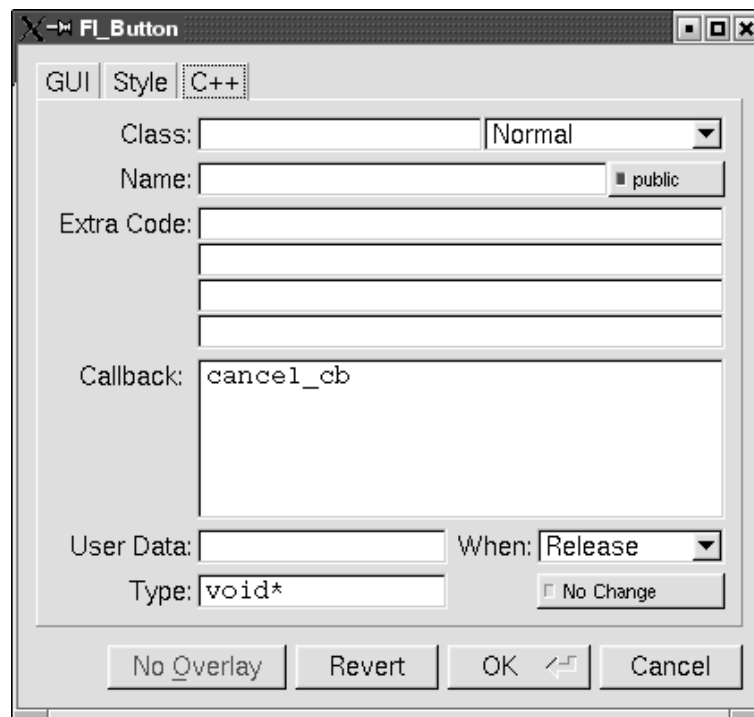 Fl_Button
GUI Style C++
Class: Normal
Name: public
Extra Code:
Callback: cancel_cb
User Data: When: Release
Type: void* No Change
No Overlay Revert OK Cancel